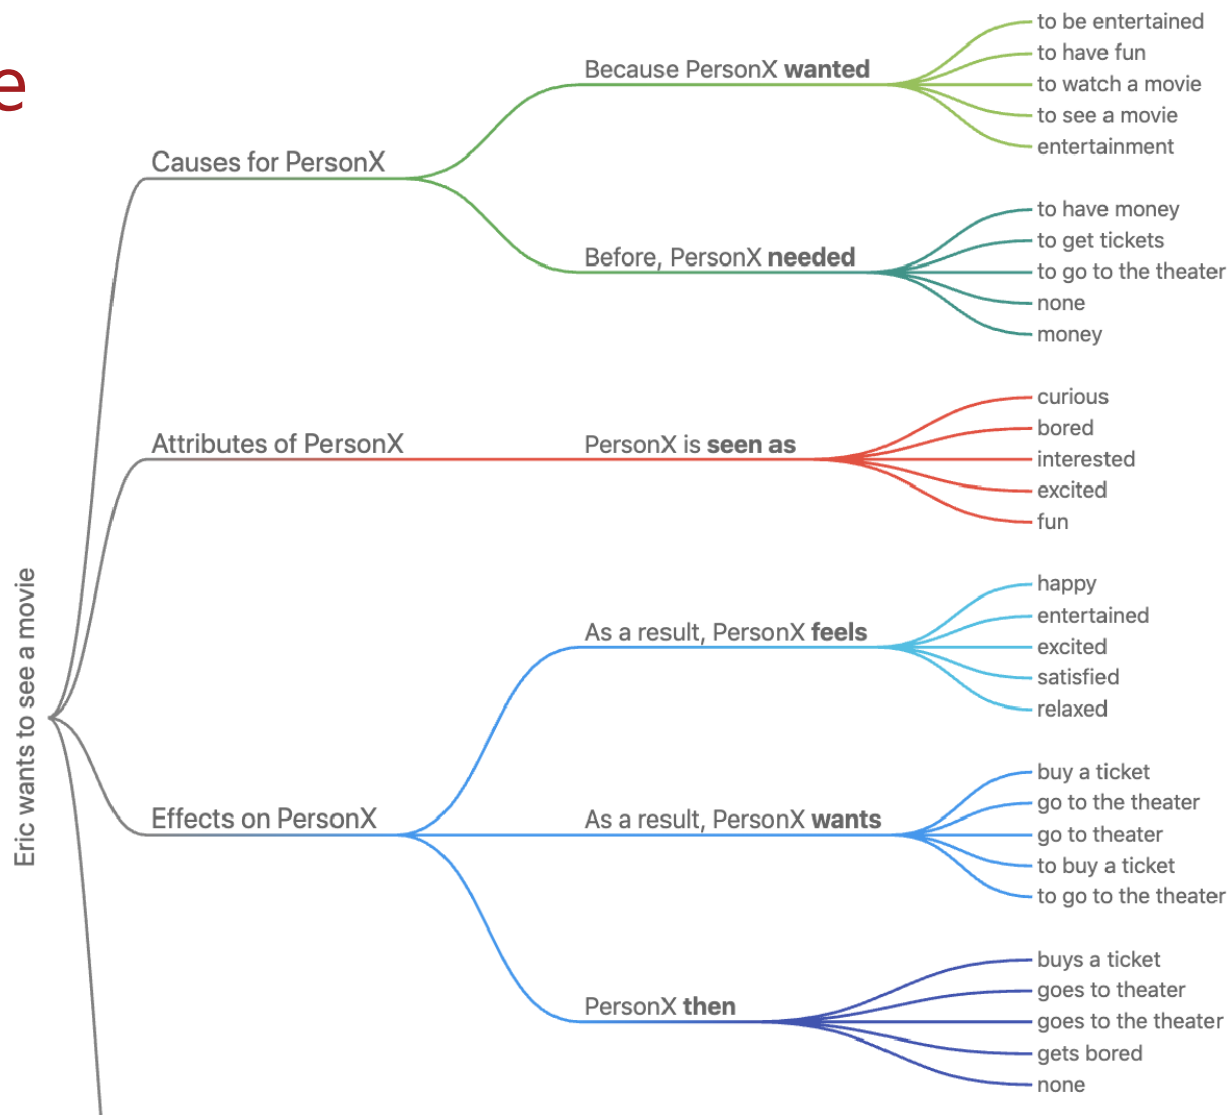 e
Eric wants to see a movie
Causes for PersonX
Because PersonX wanted
to be entertained
to have fun
to watch a movie
to see a movie
entertainment
Before, PersonX needed
to have money
to get tickets
to go to the theater
none
money
Attributes of PersonX
PersonX is seen as
curious
bored
interested
excited
fun
Effects on PersonX
As a result, PersonX feels
happy
entertained
excited
satisfied
relaxed
As a result, PersonX wants
buy a ticket
go to the theater
go to theater
to buy a ticket
to go to the theater
PersonX then
buys a ticket
goes to theater
goes to the theater
gets bored
none